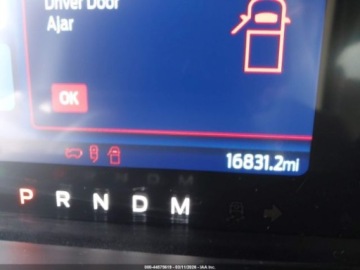 Driver Door
Ajar
OK
16831.2mi
P R N D M